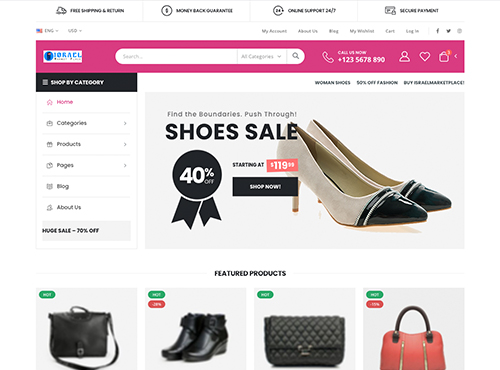 FREE SHIPPING & RETURN
MONEY BACK GUARANTEE
ONLINE SUPPORT 24/7
SECURE PAYMENT
ENG
USD
My Account
About Us
Blog
My Wishlist
Cart
Log In
ISRAEL
Search...
All Categories
CALL US NOW
+123 5678 890
SHOP BY CATEGORY
WOMAN SHOES
50% OFF FASHION
BUY ISRAELMARKETPLACE!
Home
Categories
Products
Pages
Blog
About Us
HUGE SALE – 70% OFF
Find the Boundaries. Push Through!
SHOES SALE
40% OFF
STARTING AT $119.99
SHOP NOW!
FEATURED PRODUCTS
HOT
HOT
HOT
HOT